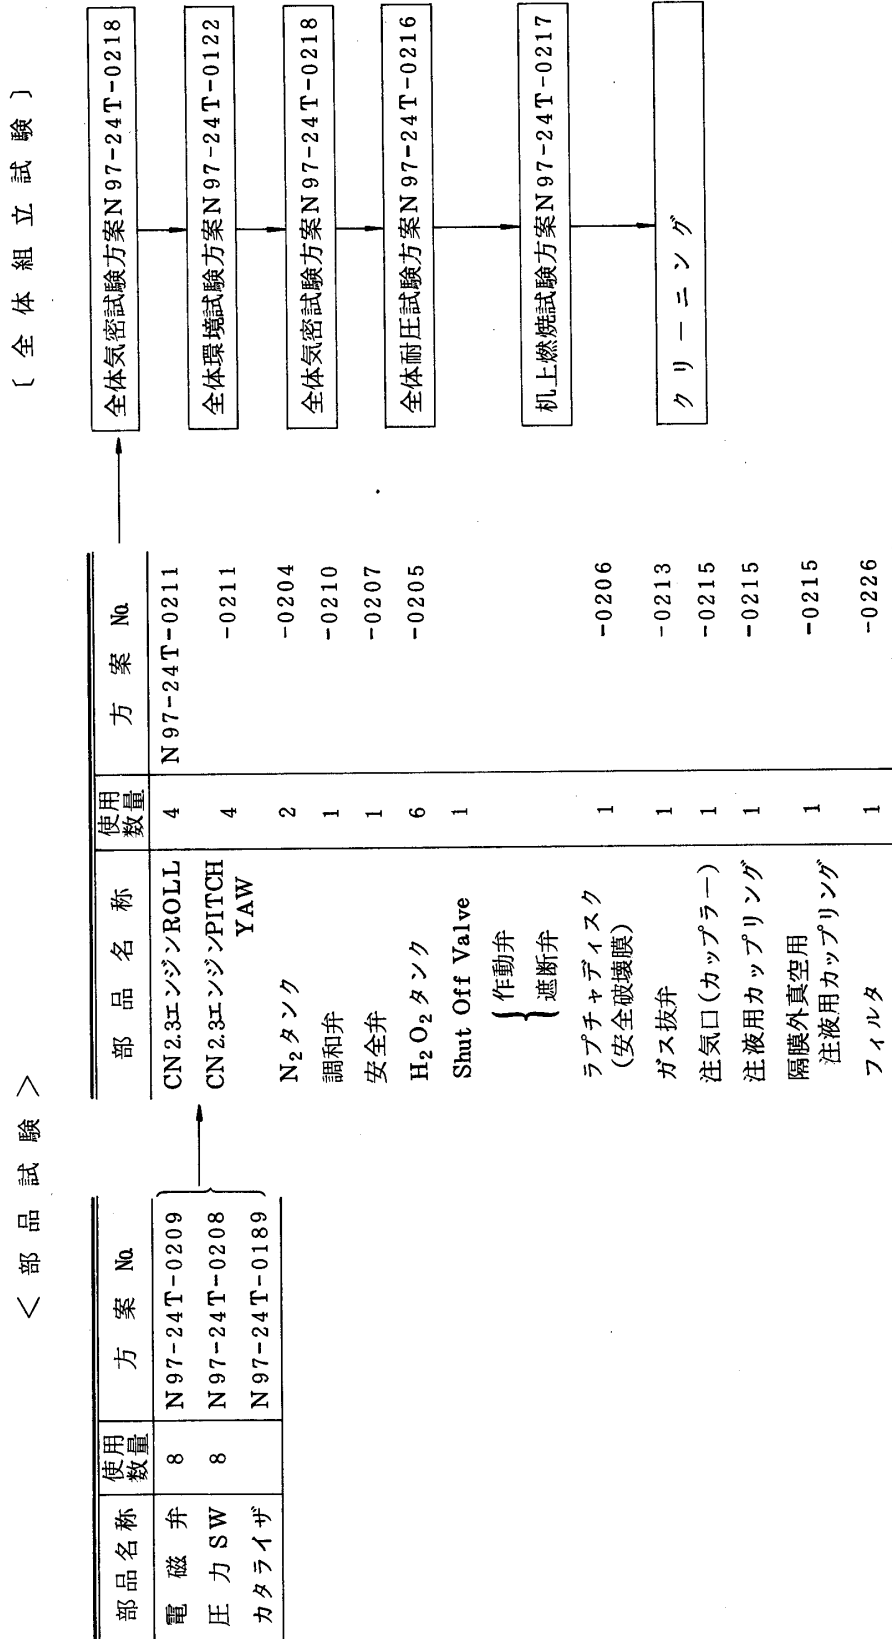 ＜部品試験＞
部品名称 使用数量 方案 No.
電磁弁 8 N97-24T-0209
圧力SW 8 N97-24T-0208
カタライザ N97-24T-0189
部品名称 使用数量 方案 No.
CN2.3エンジンROLL 4 N97-24T-0211
CN2.3エンジンPITCH 4 -0211
YAW
N₂タンク 2 -0204
調和弁 1 -0210
安全弁 1 -0207
H₂O₂タンク 6 -0205
Shut Off Valve 1
作動弁
遮断弁
ラプチャディスク 1 -0206
(安全破壊膜)
ガス抜弁 1 -0213
注気口(カップラー) 1 -0215
注液用カップリング 1 -0215
隔膜外真空用 1 -0215
注液用カップリング
フィルタ 1 -0226
〔全体組立試験〕
全体気密試験方案N97-24T-0218
全体環境試験方案N97-24T-0122
全体気密試験方案N97-24T-0218
全体耐圧試験方案N97-24T-0216
机上燃焼試験方案N97-24T-0217
クリーニング